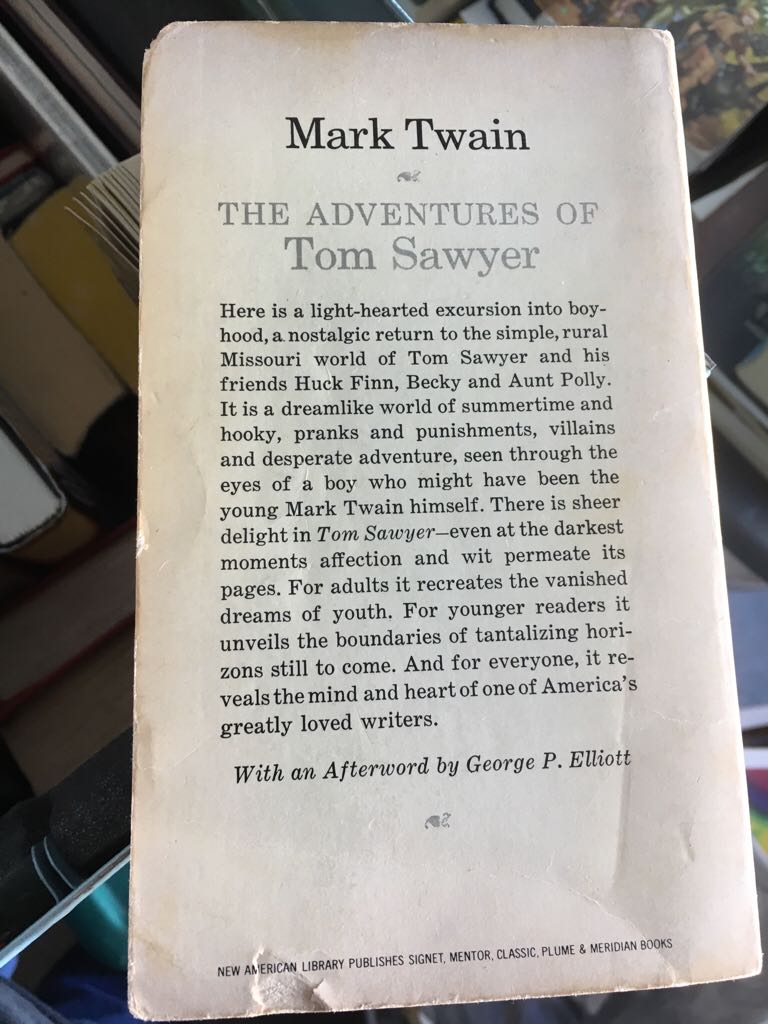 Mark Twain
THE ADVENTURES OF
Tom Sawyer
Here is a light-hearted excursion into boy-
hood, a nostalgic return to the simple, rural
Missouri world of Tom Sawyer and his
friends Huck Finn, Becky and Aunt Polly.
It is a dreamlike world of summertime and
hooky, pranks and punishments, villains
and desperate adventure, seen through the
eyes of a boy who might have been the
young Mark Twain himself. There is sheer
delight in Tom Sawyer—even at the darkest
moments affection and wit permeate its
pages. For adults it recreates the vanished
dreams of youth. For younger readers it
unveils the boundaries of tantalizing hori-
zons still to come. And for everyone, it re-
veals the mind and heart of one of America's
greatly loved writers.
With an Afterword by George P. Elliott
NEW AMERICAN LIBRARY PUBLISHES SIGNET, MENTOR, CLASSIC, PLUME & MERIDIAN BOOKS